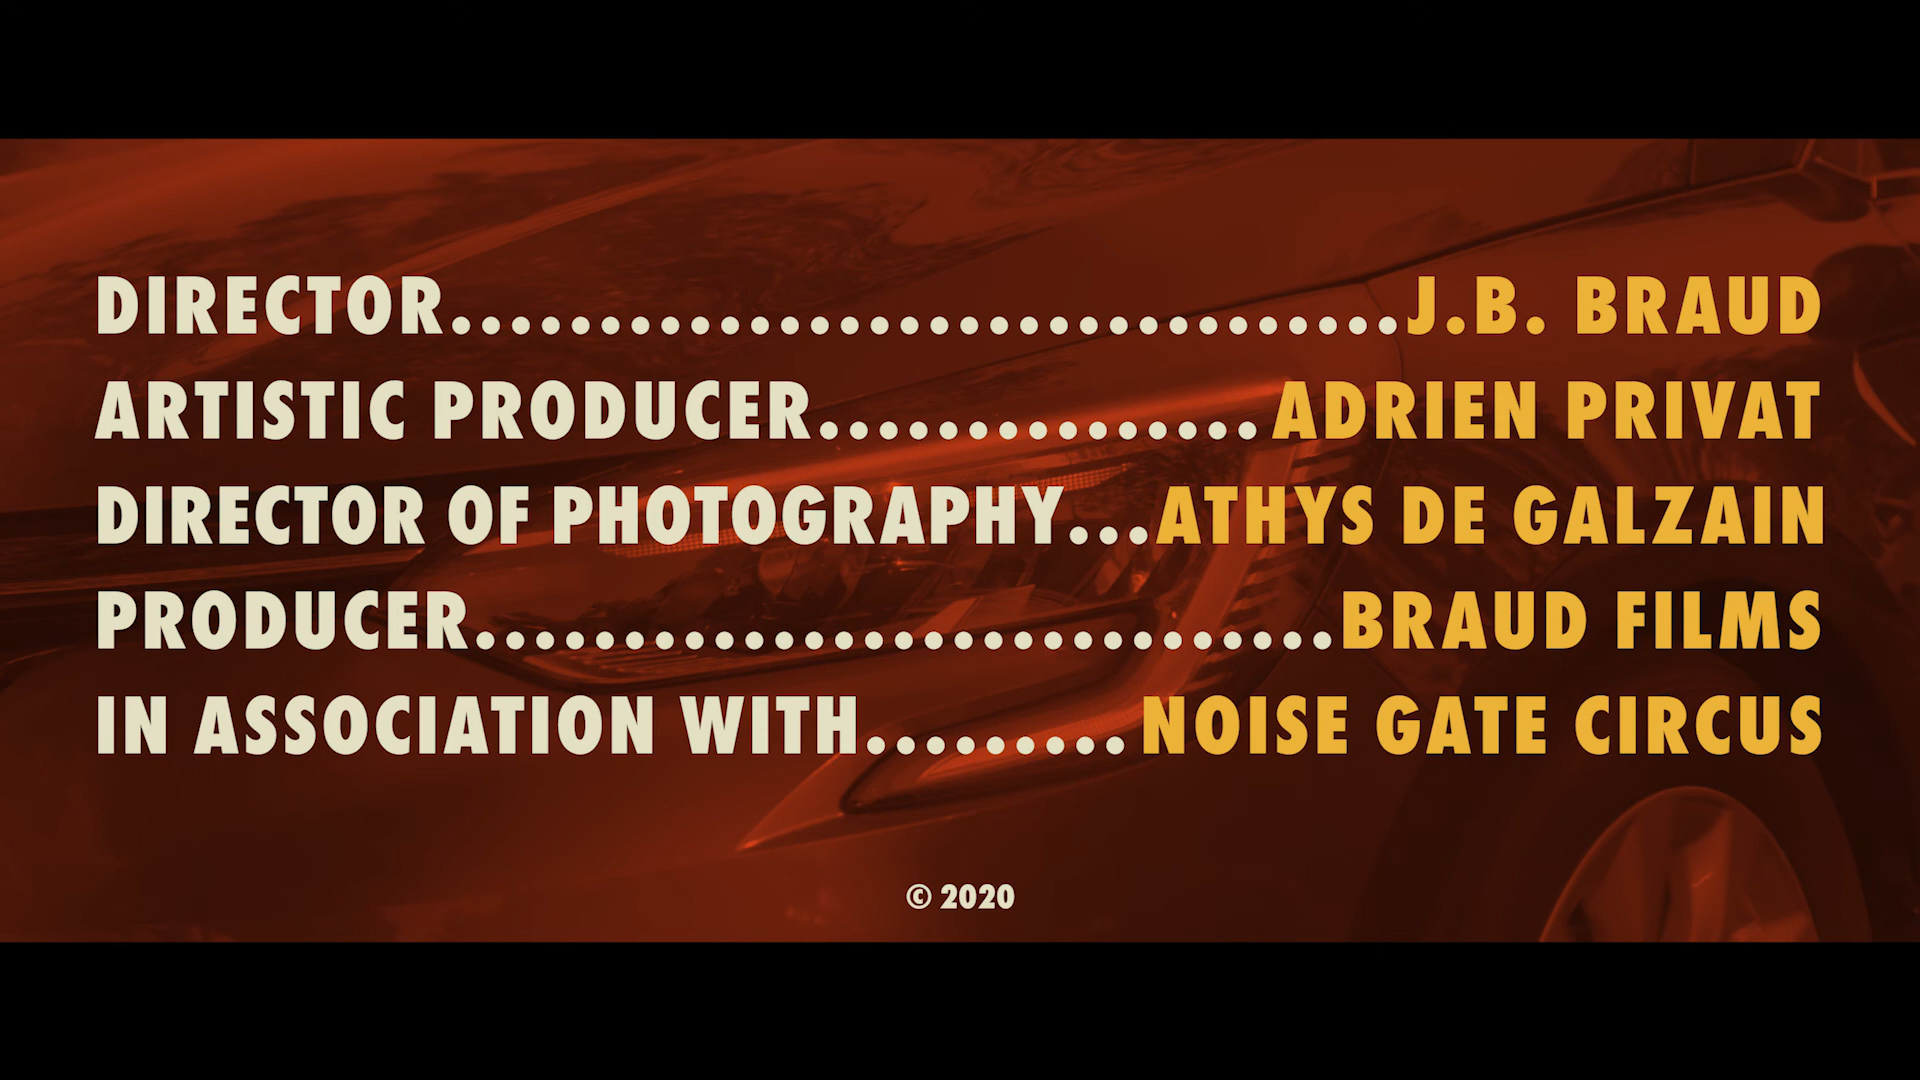 DIRECTOR................................J.B. BRAUD
ARTISTIC PRODUCER...............ADRIEN PRIVAT
DIRECTOR OF PHOTOGRAPHY...ATHYS DE GALZAIN
PRODUCER.............................BRAUD FILMS
IN ASSOCIATION WITH.........NOISE GATE CIRCUS
© 2020